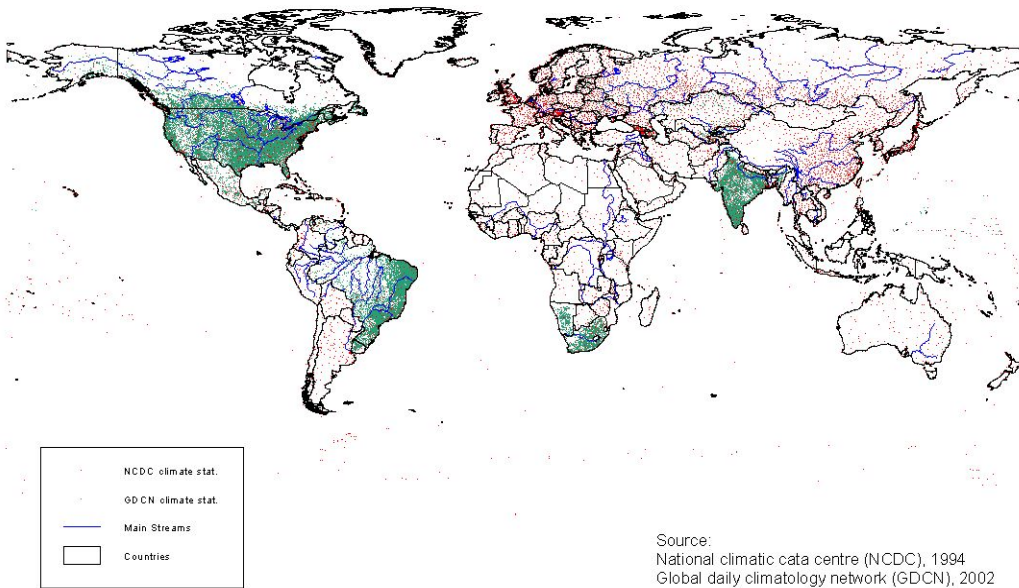 NCDC climate stat.
GDCN climate stat.
Main Streams
Countries
Source:
National climatic cata centre (NCDC), 1994
Global daily climatology network (GDCN), 2002